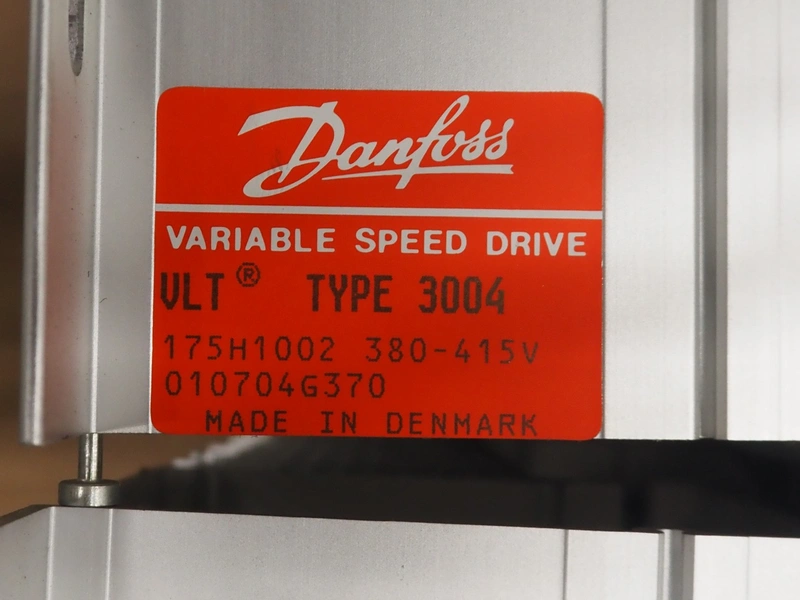 Danfoss
VARIABLE SPEED DRIVE
VLT® TYPE 3004
175H1002 380-415V
010704G370
MADE IN DENMARK